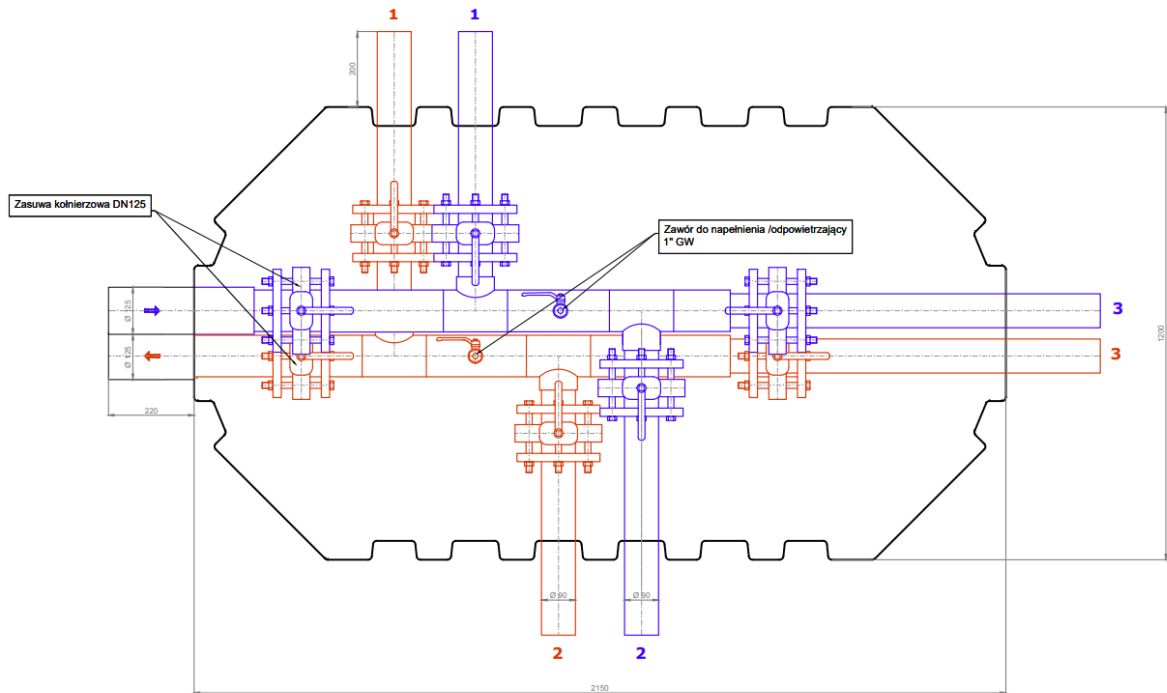 1 1
200
Zasuwa kołnierzowa DN125
Zawór do napełnienia /odpowietrzający
1" GW
Ø 125
3
Ø 125
3
1200
220
Ø 90 Ø 90
2 2
2150